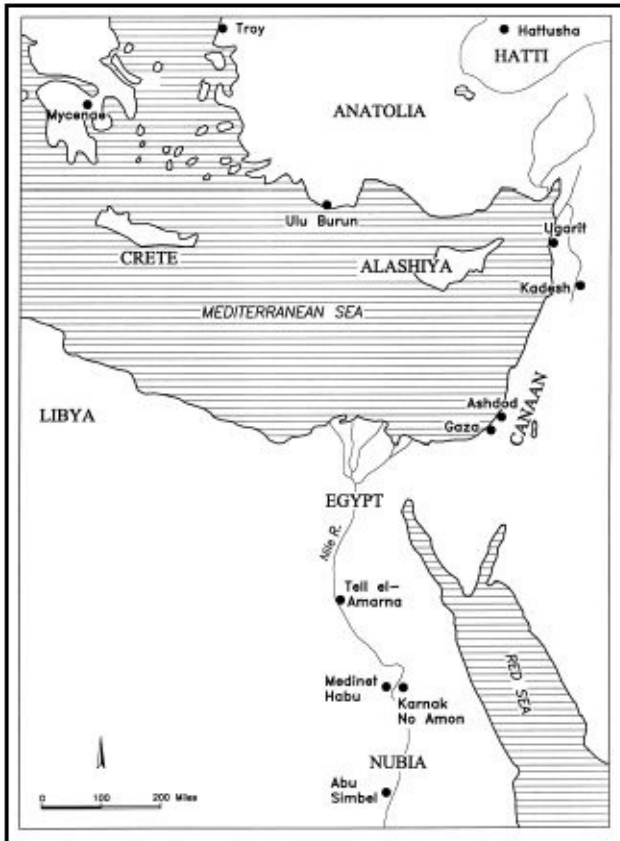 Troy
Hattusha
HATTI
Mycenae
ANATOLIA
Ulu Burun
Ugarit
CRETE
ALASHIYA
Kadesh
MEDITERRANEAN SEA
CANAAN
Ashdod
LIBYA
Gaza
EGYPT
Nile R.
Tell el-
Amarna
RED SEA
Medinet
Habu
Karnak
No Amon
NUBIA
Abu
Simbel
0 100 200 Miles